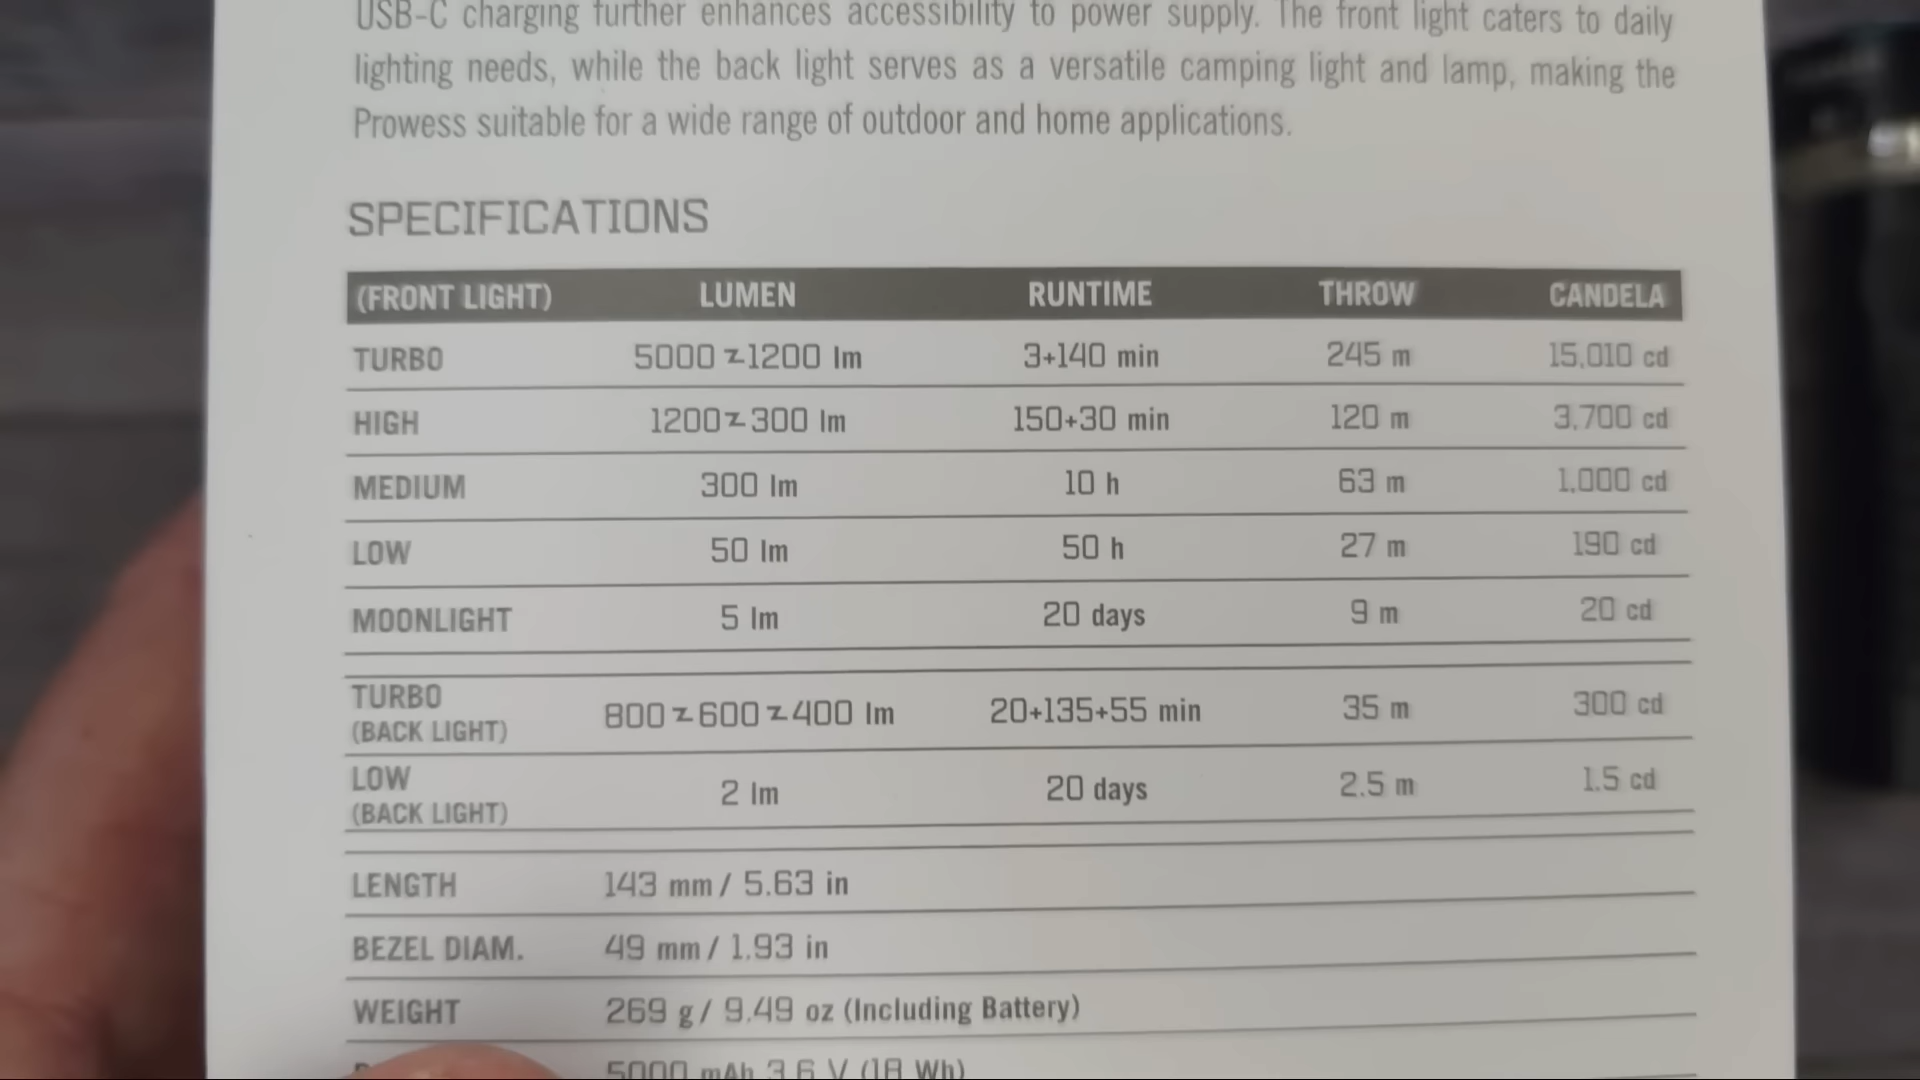 USB-C charging further enhances accessibility to power supply. The front light caters to daily
lighting needs, while the back light serves as a versatile camping light and lamp, making the
Prowess suitable for a wide range of outdoor and home applications.
SPECIFICATIONS
(FRONT LIGHT) LUMEN RUNTIME THROW CANDELA
TURBO 5000 z 1200 lm 3+140 min 245 m 15,010 cd
HIGH 1200 z 300 lm 150+30 min 120 m 3,700 cd
MEDIUM 300 lm 10 h 63 m 1,000 cd
LOW 50 lm 50 h 27 m 190 cd
MOONLIGHT 5 lm 20 days 9 m 20 cd
TURBO
(BACK LIGHT) 800 z 600 z 400 lm 20+135+55 min 35 m 300 cd
LOW
(BACK LIGHT) 2 lm 20 days 2.5 m 1.5 cd
LENGTH 143 mm / 5.63 in
BEZEL DIAM. 49 mm / 1.93 in
WEIGHT 269 g / 9.49 oz (Including Battery)
5000 mAh 3.6 V (18 Wh)